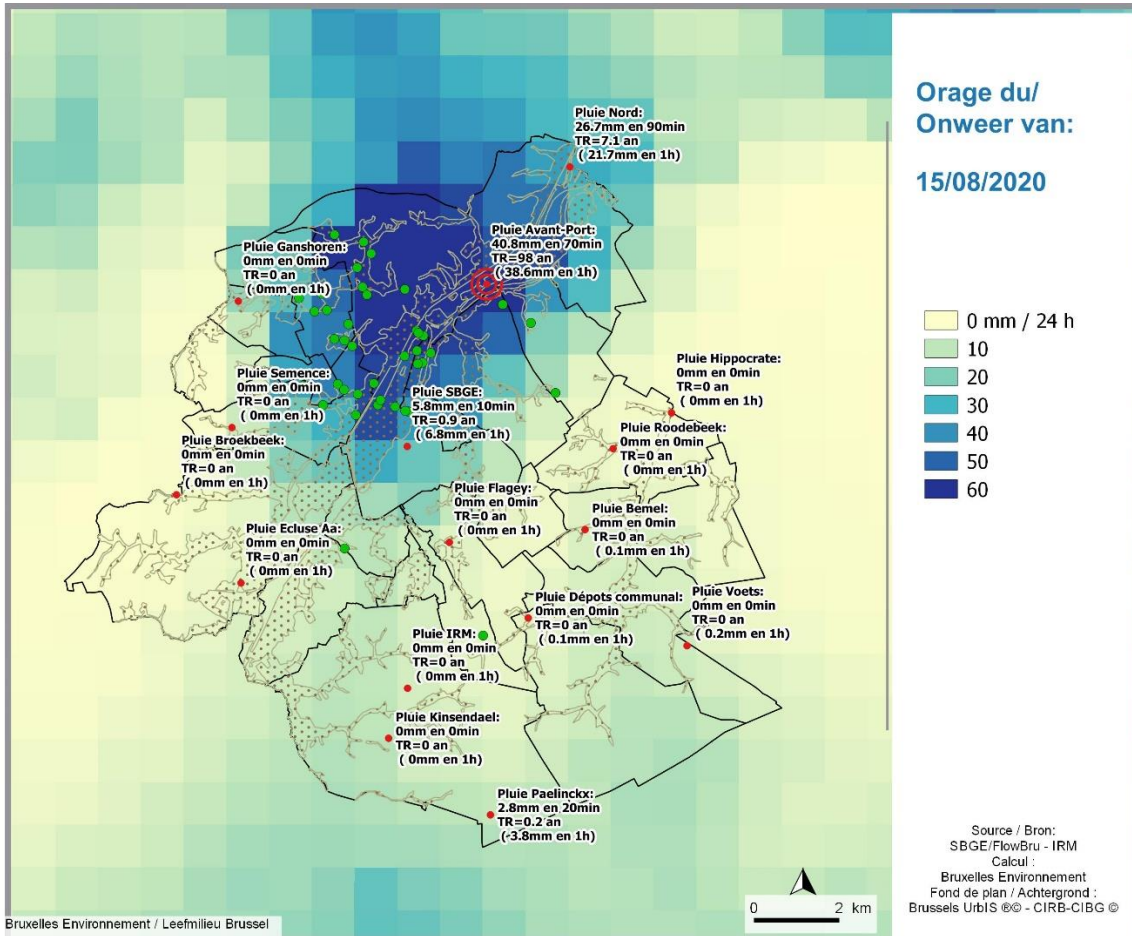 Orage du/
Onweer van:
15/08/2020
Pluie Nord:
26.7mm en 90min
TR=7.1 an
( 21.7mm en 1h)
Pluie Avant-Port:
40.8mm en 70min
TR=98 an
( 38.6mm en 1h)
Pluie Ganshoren:
0mm en 0min
TR=0 an
( 0mm en 1h)
Pluie Semence:
0mm en 0min
TR=0 an
( 0mm en 1h)
Pluie SBGE:
5.8mm en 10min
TR=0.9 an
( 6.8mm en 1h)
Pluie Hippocrate:
0mm en 0min
TR=0 an
( 0mm en 1h)
Pluie Broekbeek:
0mm en 0min
TR=0 an
( 0mm en 1h)
Pluie Roodebeek:
0mm en 0min
TR=0 an
( 0mm en 1h)
Pluie Flagey:
0mm en 0min
TR=0 an
( 0mm en 1h)
Pluie Bemel:
0mm en 0min
TR=0 an
( 0.1mm en 1h)
Pluie Ecluse Aa:
0mm en 0min
TR=0 an
( 0mm en 1h)
Pluie Dépots communal:
0mm en 0min
TR=0 an
( 0.1mm en 1h)
Pluie Voets:
0mm en 0min
TR=0 an
( 0.2mm en 1h)
Pluie IRM:
0mm en 0min
TR=0 an
( 0mm en 1h)
Pluie Kinsendael:
0mm en 0min
TR=0 an
( 0mm en 1h)
Pluie Paelinckx:
2.8mm en 20min
TR=0.2 an
( 3.8mm en 1h)
0 mm / 24 h
10
20
30
40
50
60
Source / Bron:
SBGE/FlowBru - IRM
Calcul :
Bruxelles Environnement
Fond de plan / Achtergrond :
Brussels UrbIS ®© - CIRB-CIBG ©
0 2 km
Bruxelles Environnement / Leefmilieu Brussel